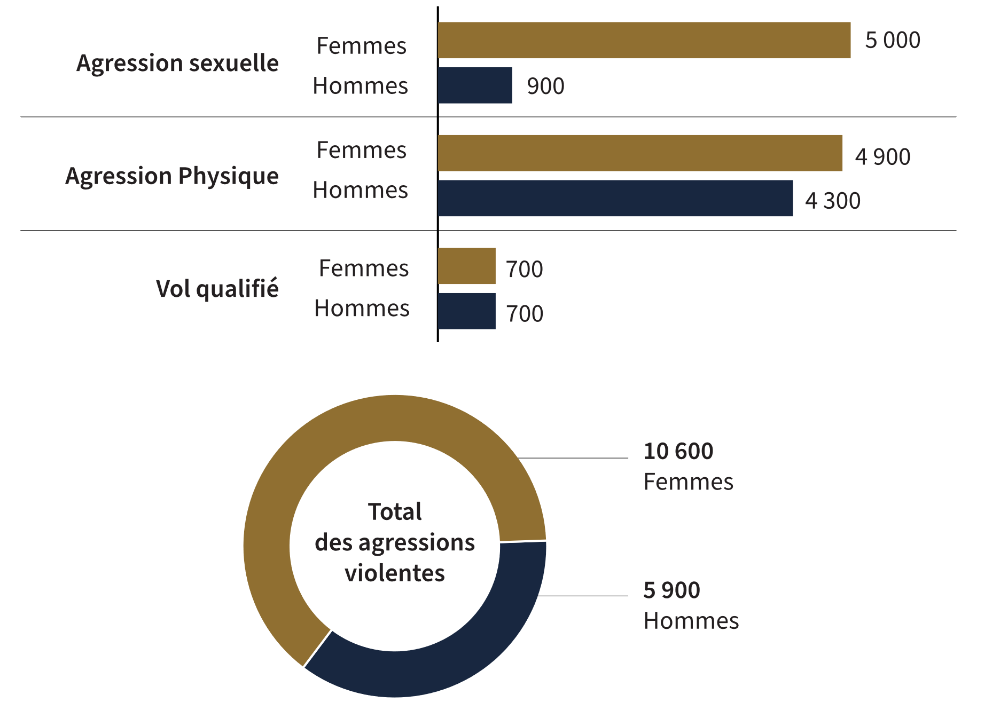 Agression sexuelle
Femmes
5 000
Hommes
900
Agression Physique
Femmes
4 900
Hommes
4 300
Vol qualifié
Femmes
700
Hommes
700
Total
des agressions
violentes
10 600
Femmes
5 900
Hommes